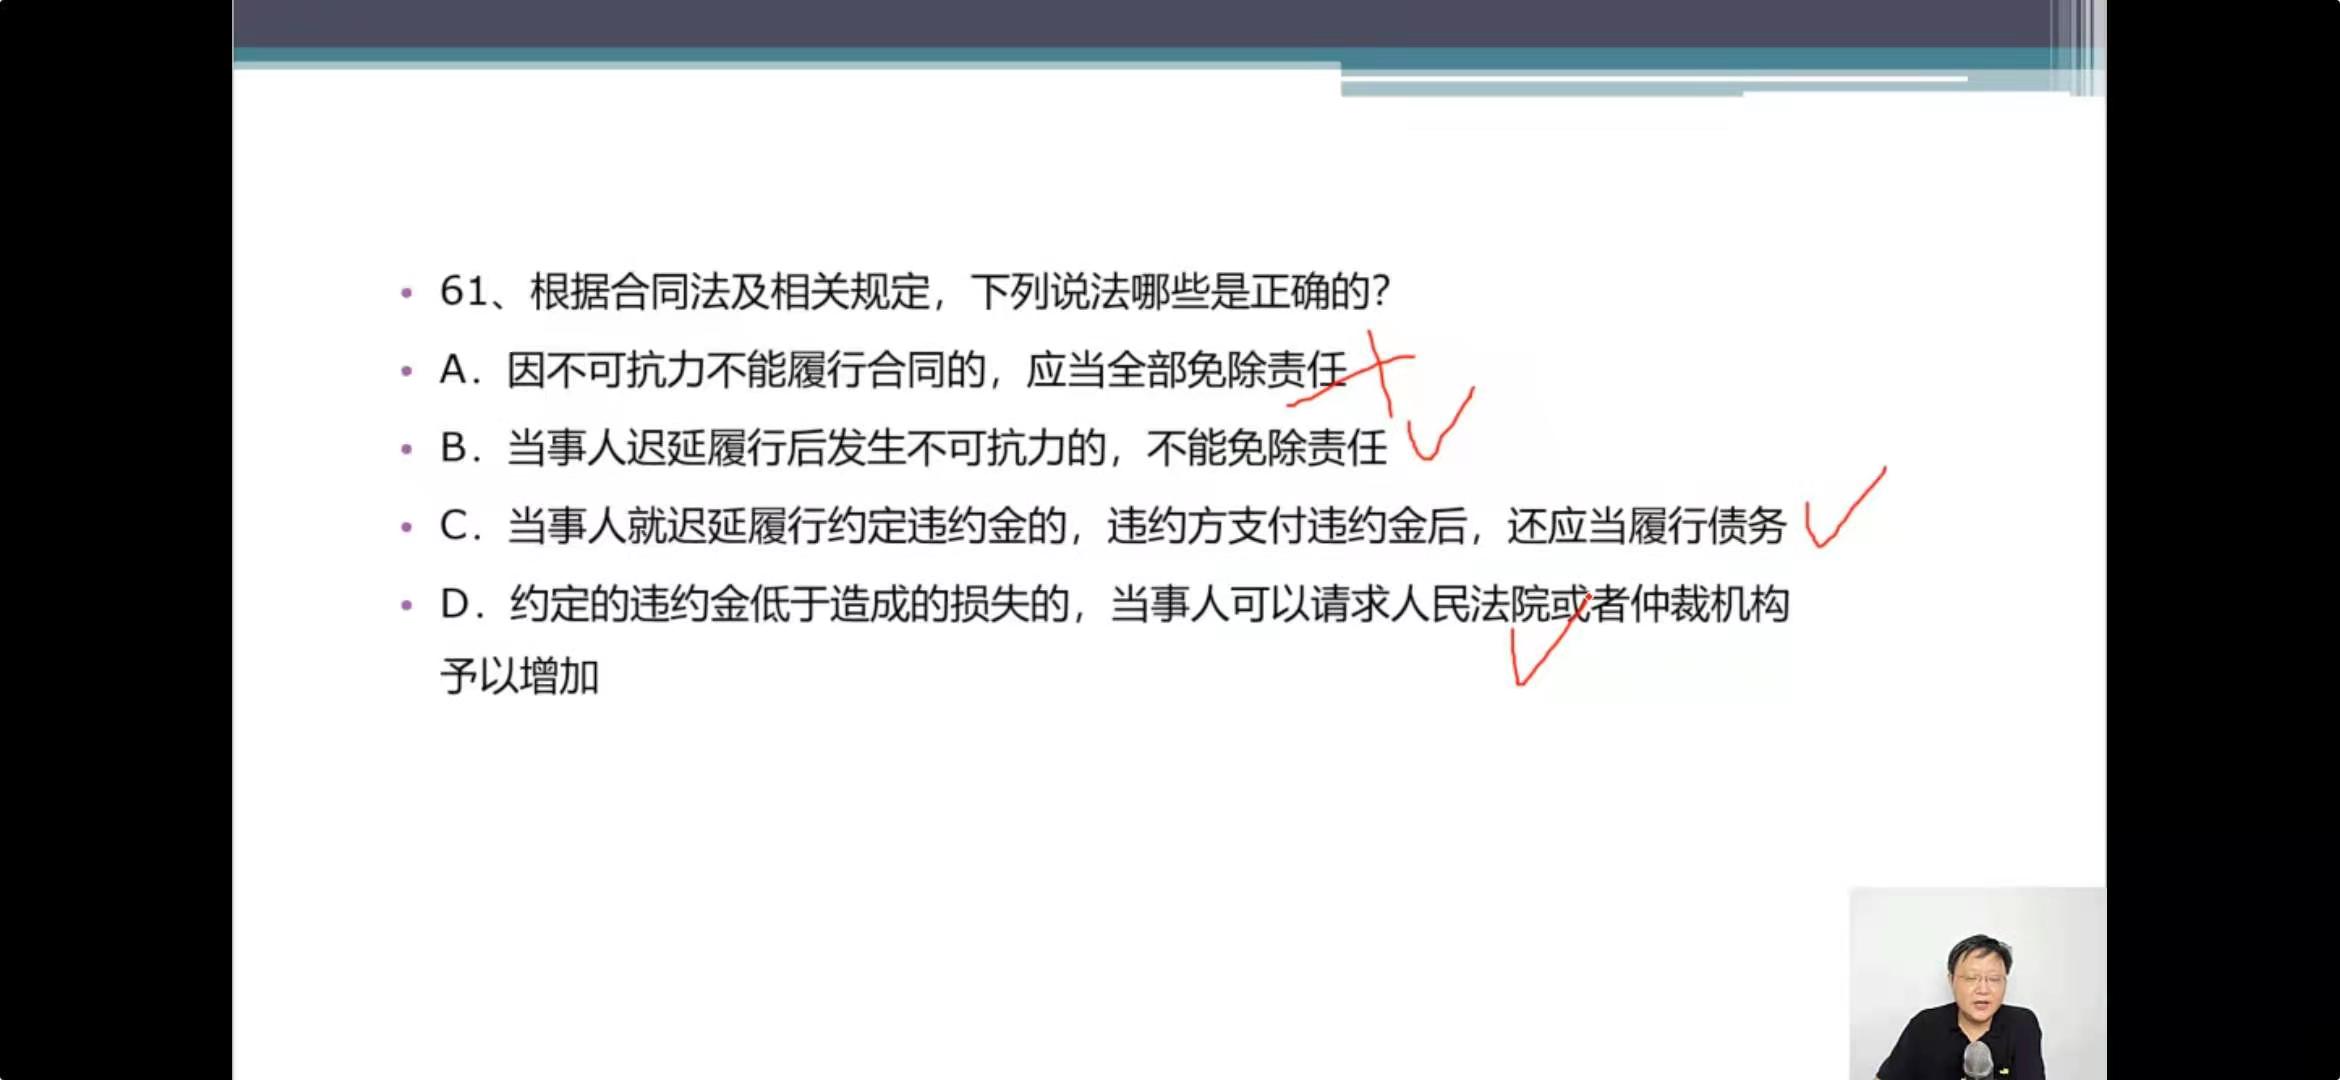 61、根据合同法及相关规定，下列说法哪些是正确的？
A．因不可抗力不能履行合同的，应当全部免除责任
B．当事人迟延履行后发生不可抗力的，不能免除责任
C．当事人就迟延履行约定违约金的，违约方支付违约金后，还应当履行债务
D．约定的违约金低于造成的损失的，当事人可以请求人民法院或者仲裁机构
予以增加